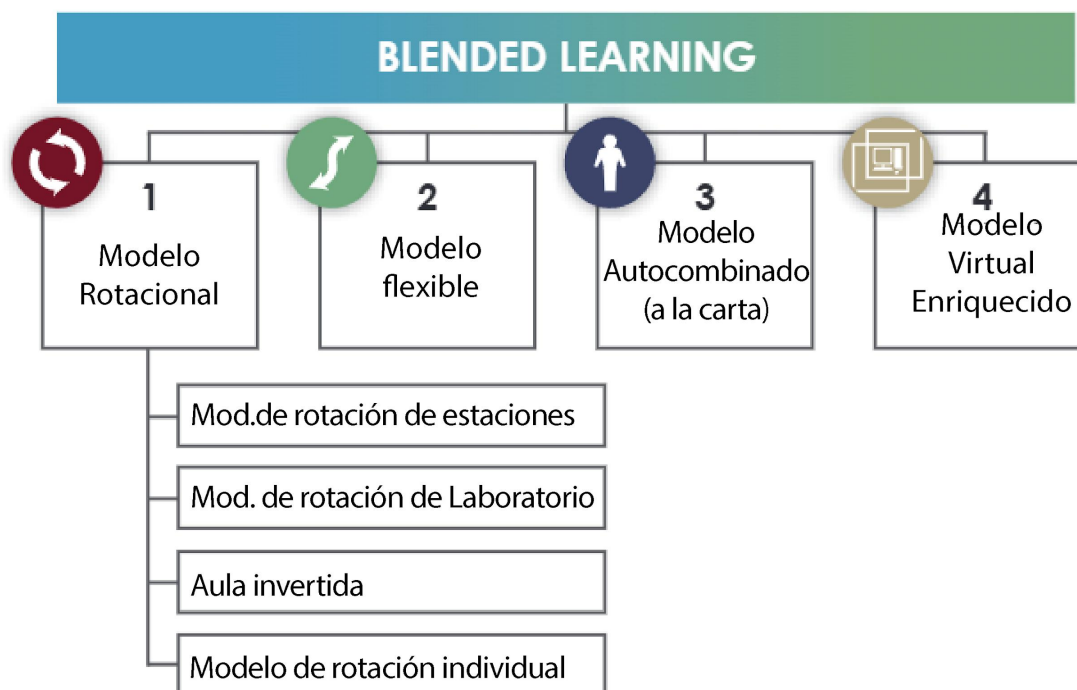 BLENDED LEARNING
1
Modelo
Rotacional
2
Modelo
flexible
3
Modelo
Autocombinado
(a la carta)
4
Modelo
Virtual
Enriquecido
Mod.de rotación de estaciones
Mod. de rotación de Laboratorio
Aula invertida
Modelo de rotación individual